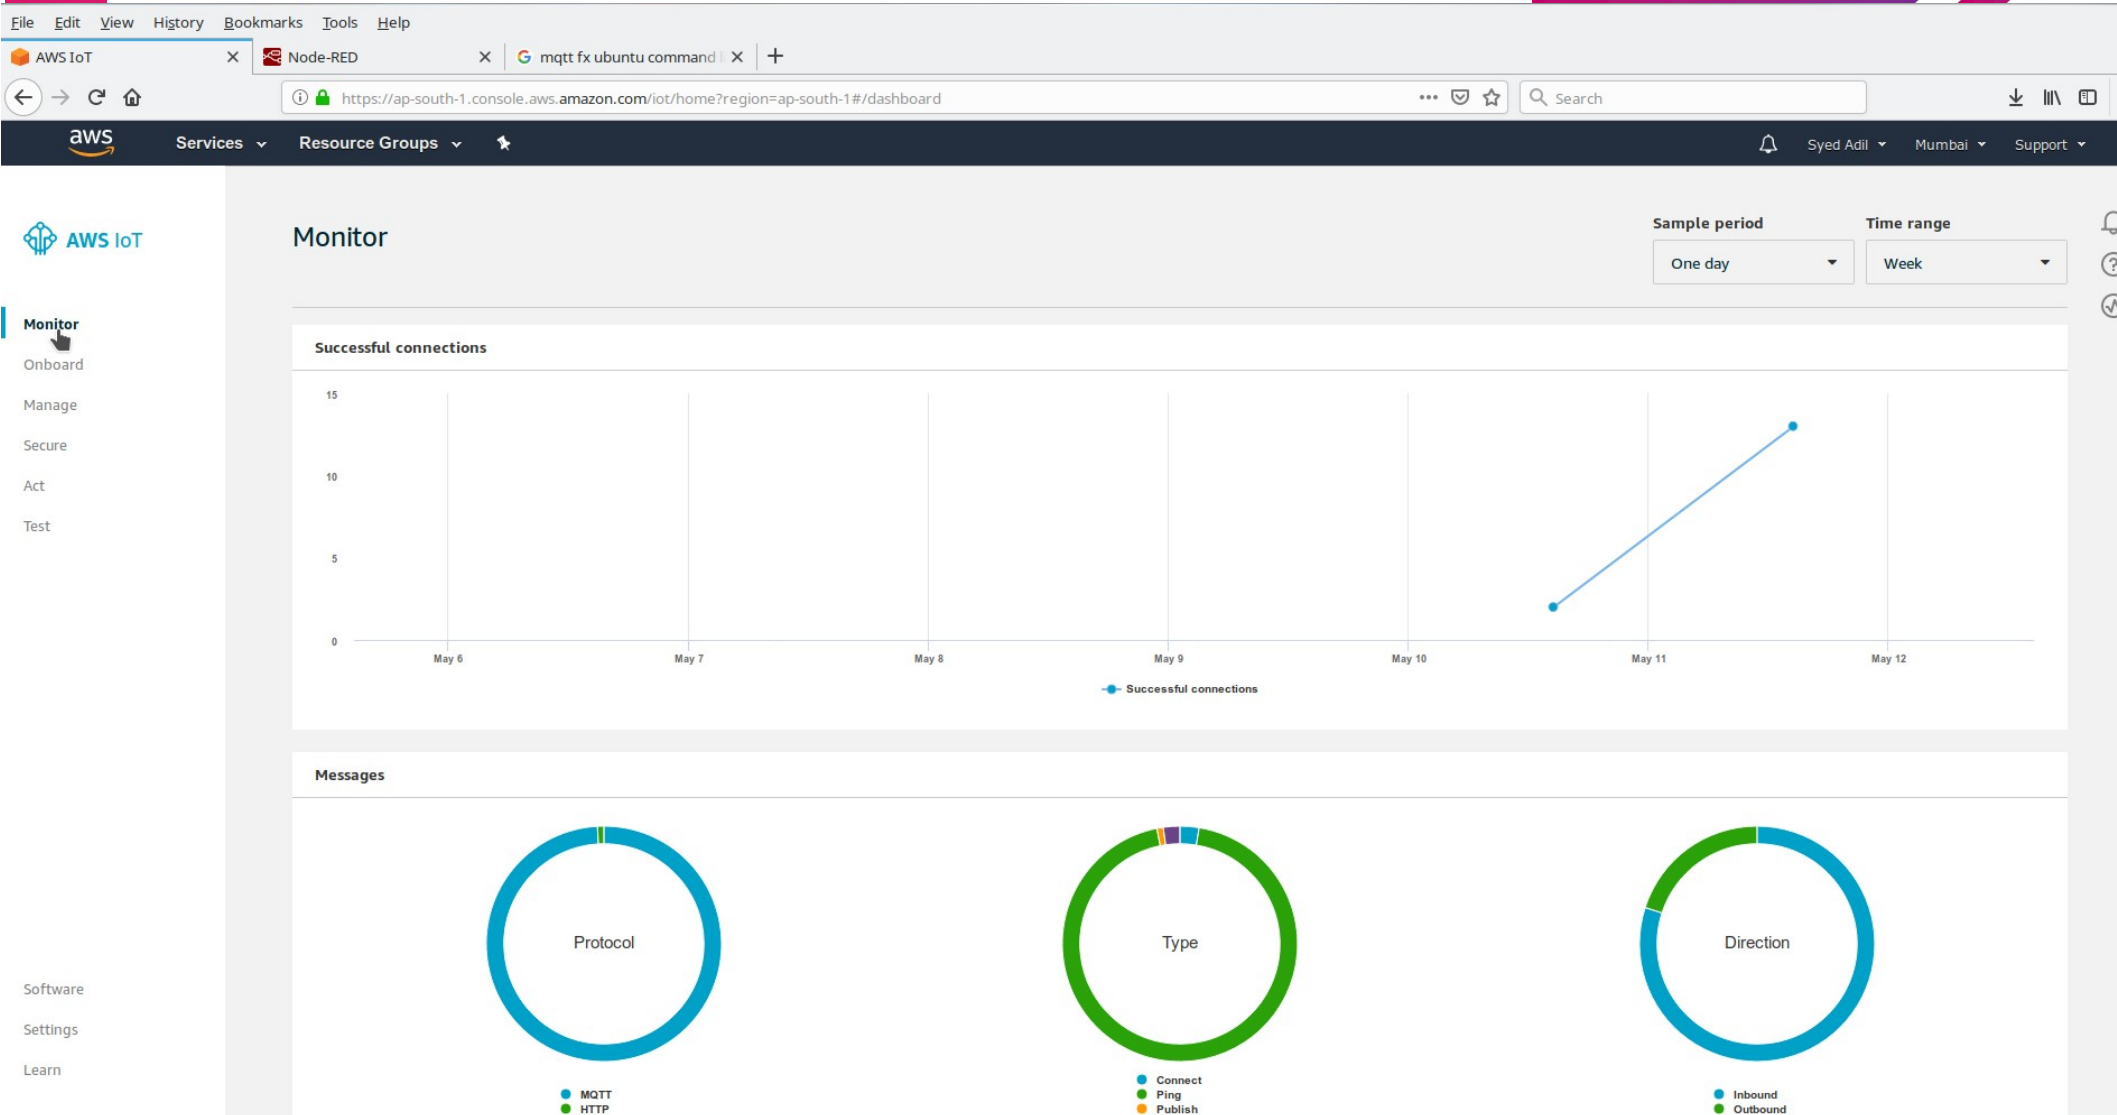 File Edit View History Bookmarks Tools Help
AWS IoT
Node-RED
mqtt fx ubuntu command
https://ap-south-1.console.aws.amazon.com/iot/home?region=ap-south-1#/dashboard
Search
aws Services Resource Groups Syed Adil Mumbai Support
AWS IoT
Monitor
Onboard
Manage
Secure
Act
Test
Software
Settings
Learn
Monitor
Sample period Time range
One day Week
Successful connections
15
10
5
0
May 6 May 7 May 8 May 9 May 10 May 11 May 12
Successful connections
Messages
Protocol
MQTT
HTTP
Type
Connect
Ping
Publish
Direction
Inbound
Outbound